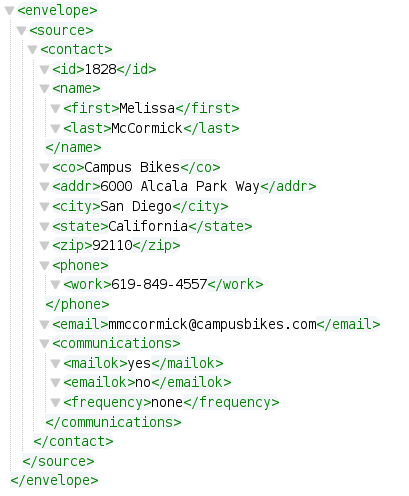 <envelope>
<source>
<contact>
<id>1828</id>
<name>
<first>Melissa</first>
<last>McCormick</last>
</name>
<co>Campus Bikes</co>
<addr>6000 Alcala Park Way</addr>
<city>San Diego</city>
<state>California</state>
<zip>92110</zip>
<phone>
<work>619-849-4557</work>
</phone>
<email>mmccormick@campusbikes.com</email>
<communications>
<mailok>yes</mailok>
<emailok>no</emailok>
<frequency>none</frequency>
</communications>
</contact>
</source>
</envelope>